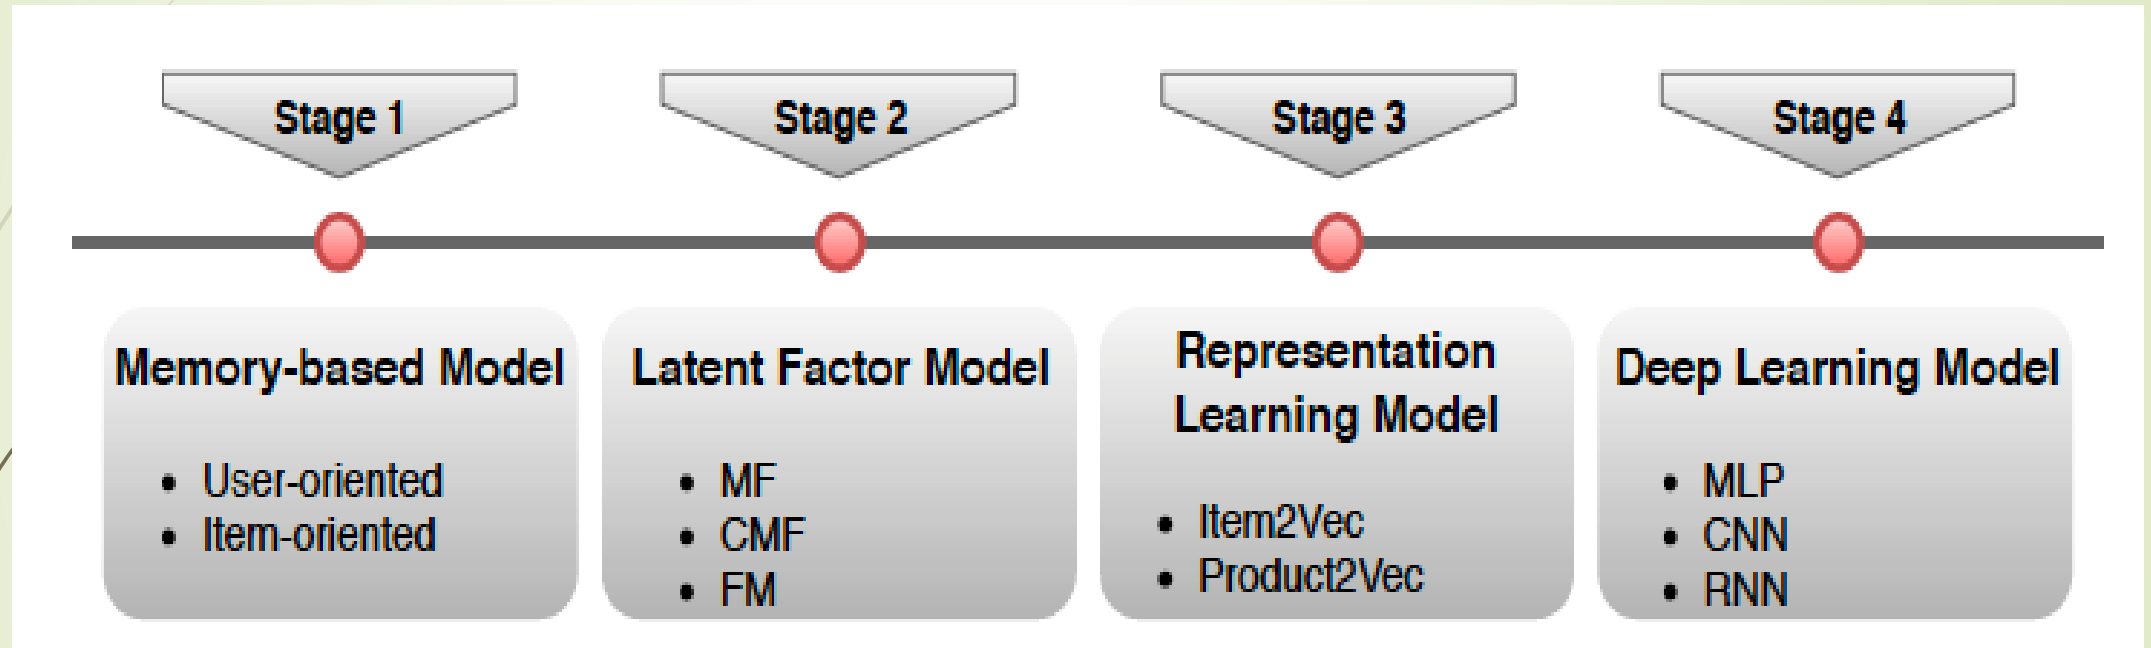 Stage 1
Stage 2
Stage 3
Stage 4
Memory-based Model
• User-oriented
• Item-oriented
Latent Factor Model
• MF
• CMF
• FM
Representation
Learning Model
• Item2Vec
• Product2Vec
Deep Learning Model
• MLP
• CNN
• RNN